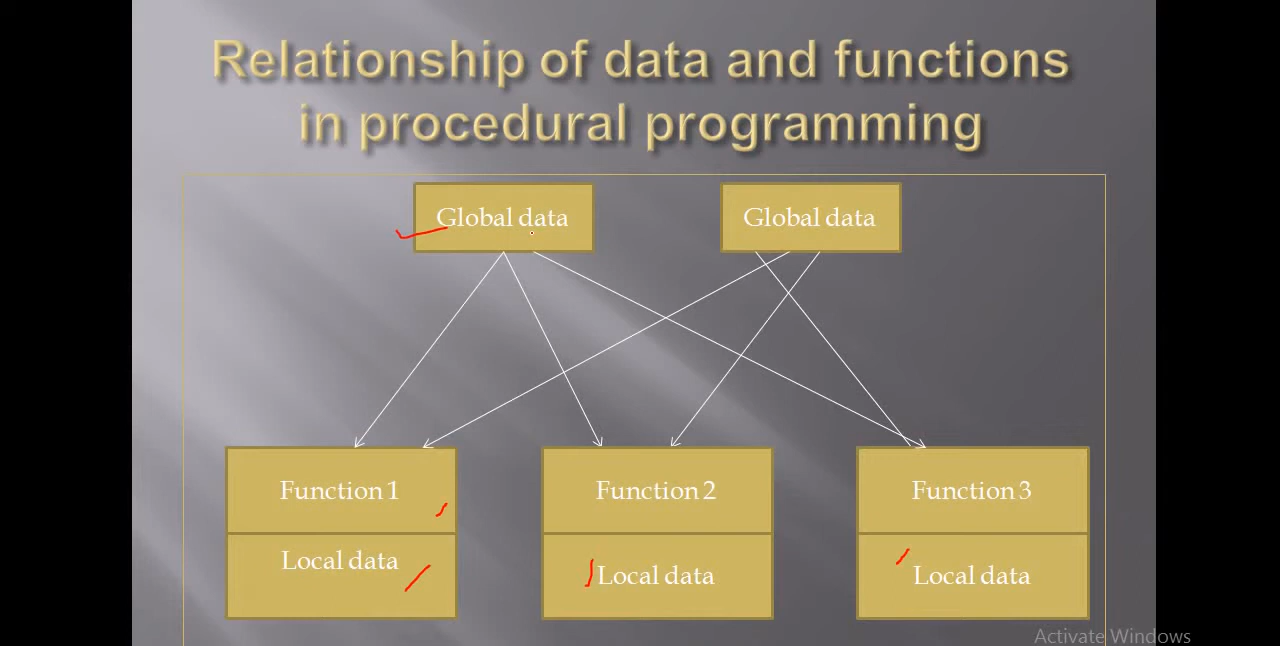 Relationship of data and functions
in procedural programming
Global data
Global data
Function 1
Function 2
Function 3
Local data
Local data
Local data
Activate Windows